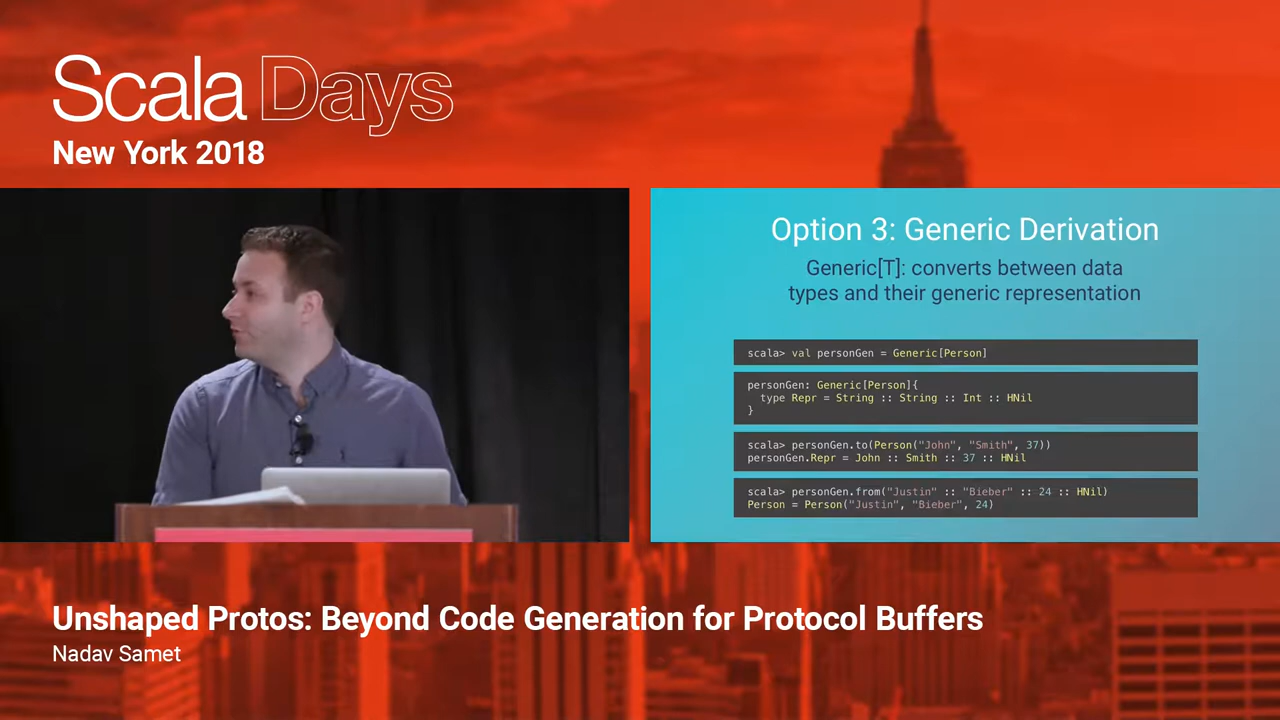 Scala Days
New York 2018
Option 3: Generic Derivation
Generic[T]: converts between data
types and their generic representation
scala> val personGen = Generic[Person]
personGen: Generic[Person]{
  type Repr = String :: String :: Int :: HNil
}
scala> personGen.to(Person("John", "Smith", 37))
personGen.Repr = John :: Smith :: 37 :: HNil
scala> personGen.from("Justin" :: "Bieber" :: 24 :: HNil)
Person = Person("Justin", "Bieber", 24)
Unshaped Protos: Beyond Code Generation for Protocol Buffers
Nadav Samet